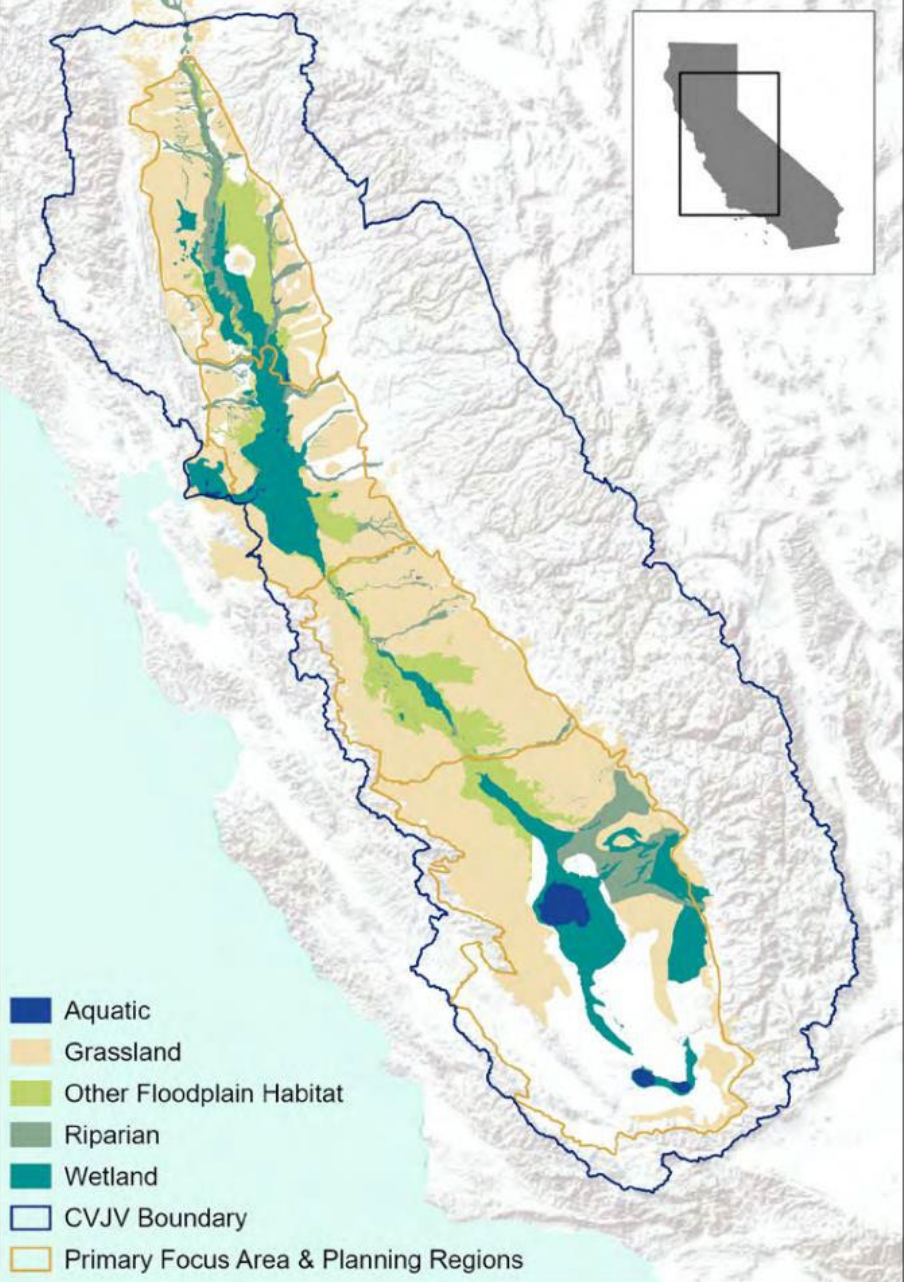 Aquatic
Grassland
Other Floodplain Habitat
Riparian
Wetland
CVJV Boundary
Primary Focus Area & Planning Regions